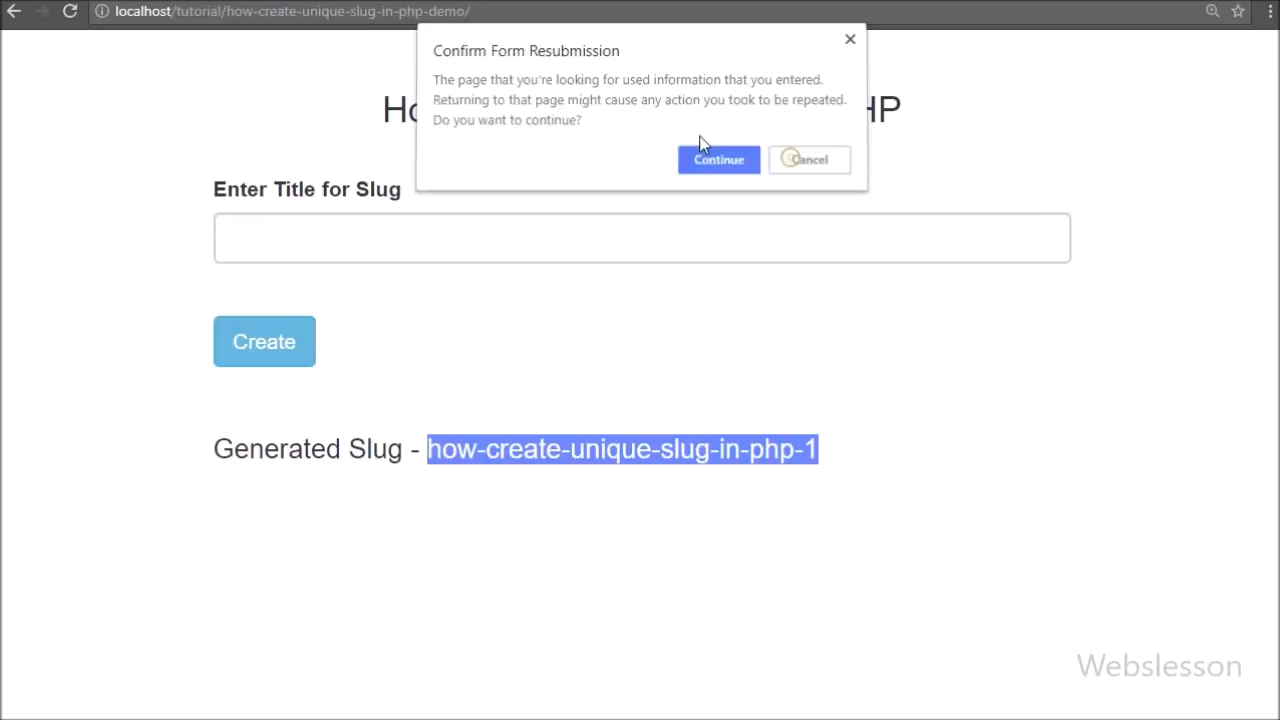 localhost/tutorial/how-create-unique-slug-in-php-demo/
Confirm Form Resubmission
The page that you're looking for used information that you entered.
Returning to that page might cause any action you took to be repeated.
Do you want to continue?
Continue
Cancel
Enter Title for Slug
Create
Generated Slug - how-create-unique-slug-in-php-1
Webslesson